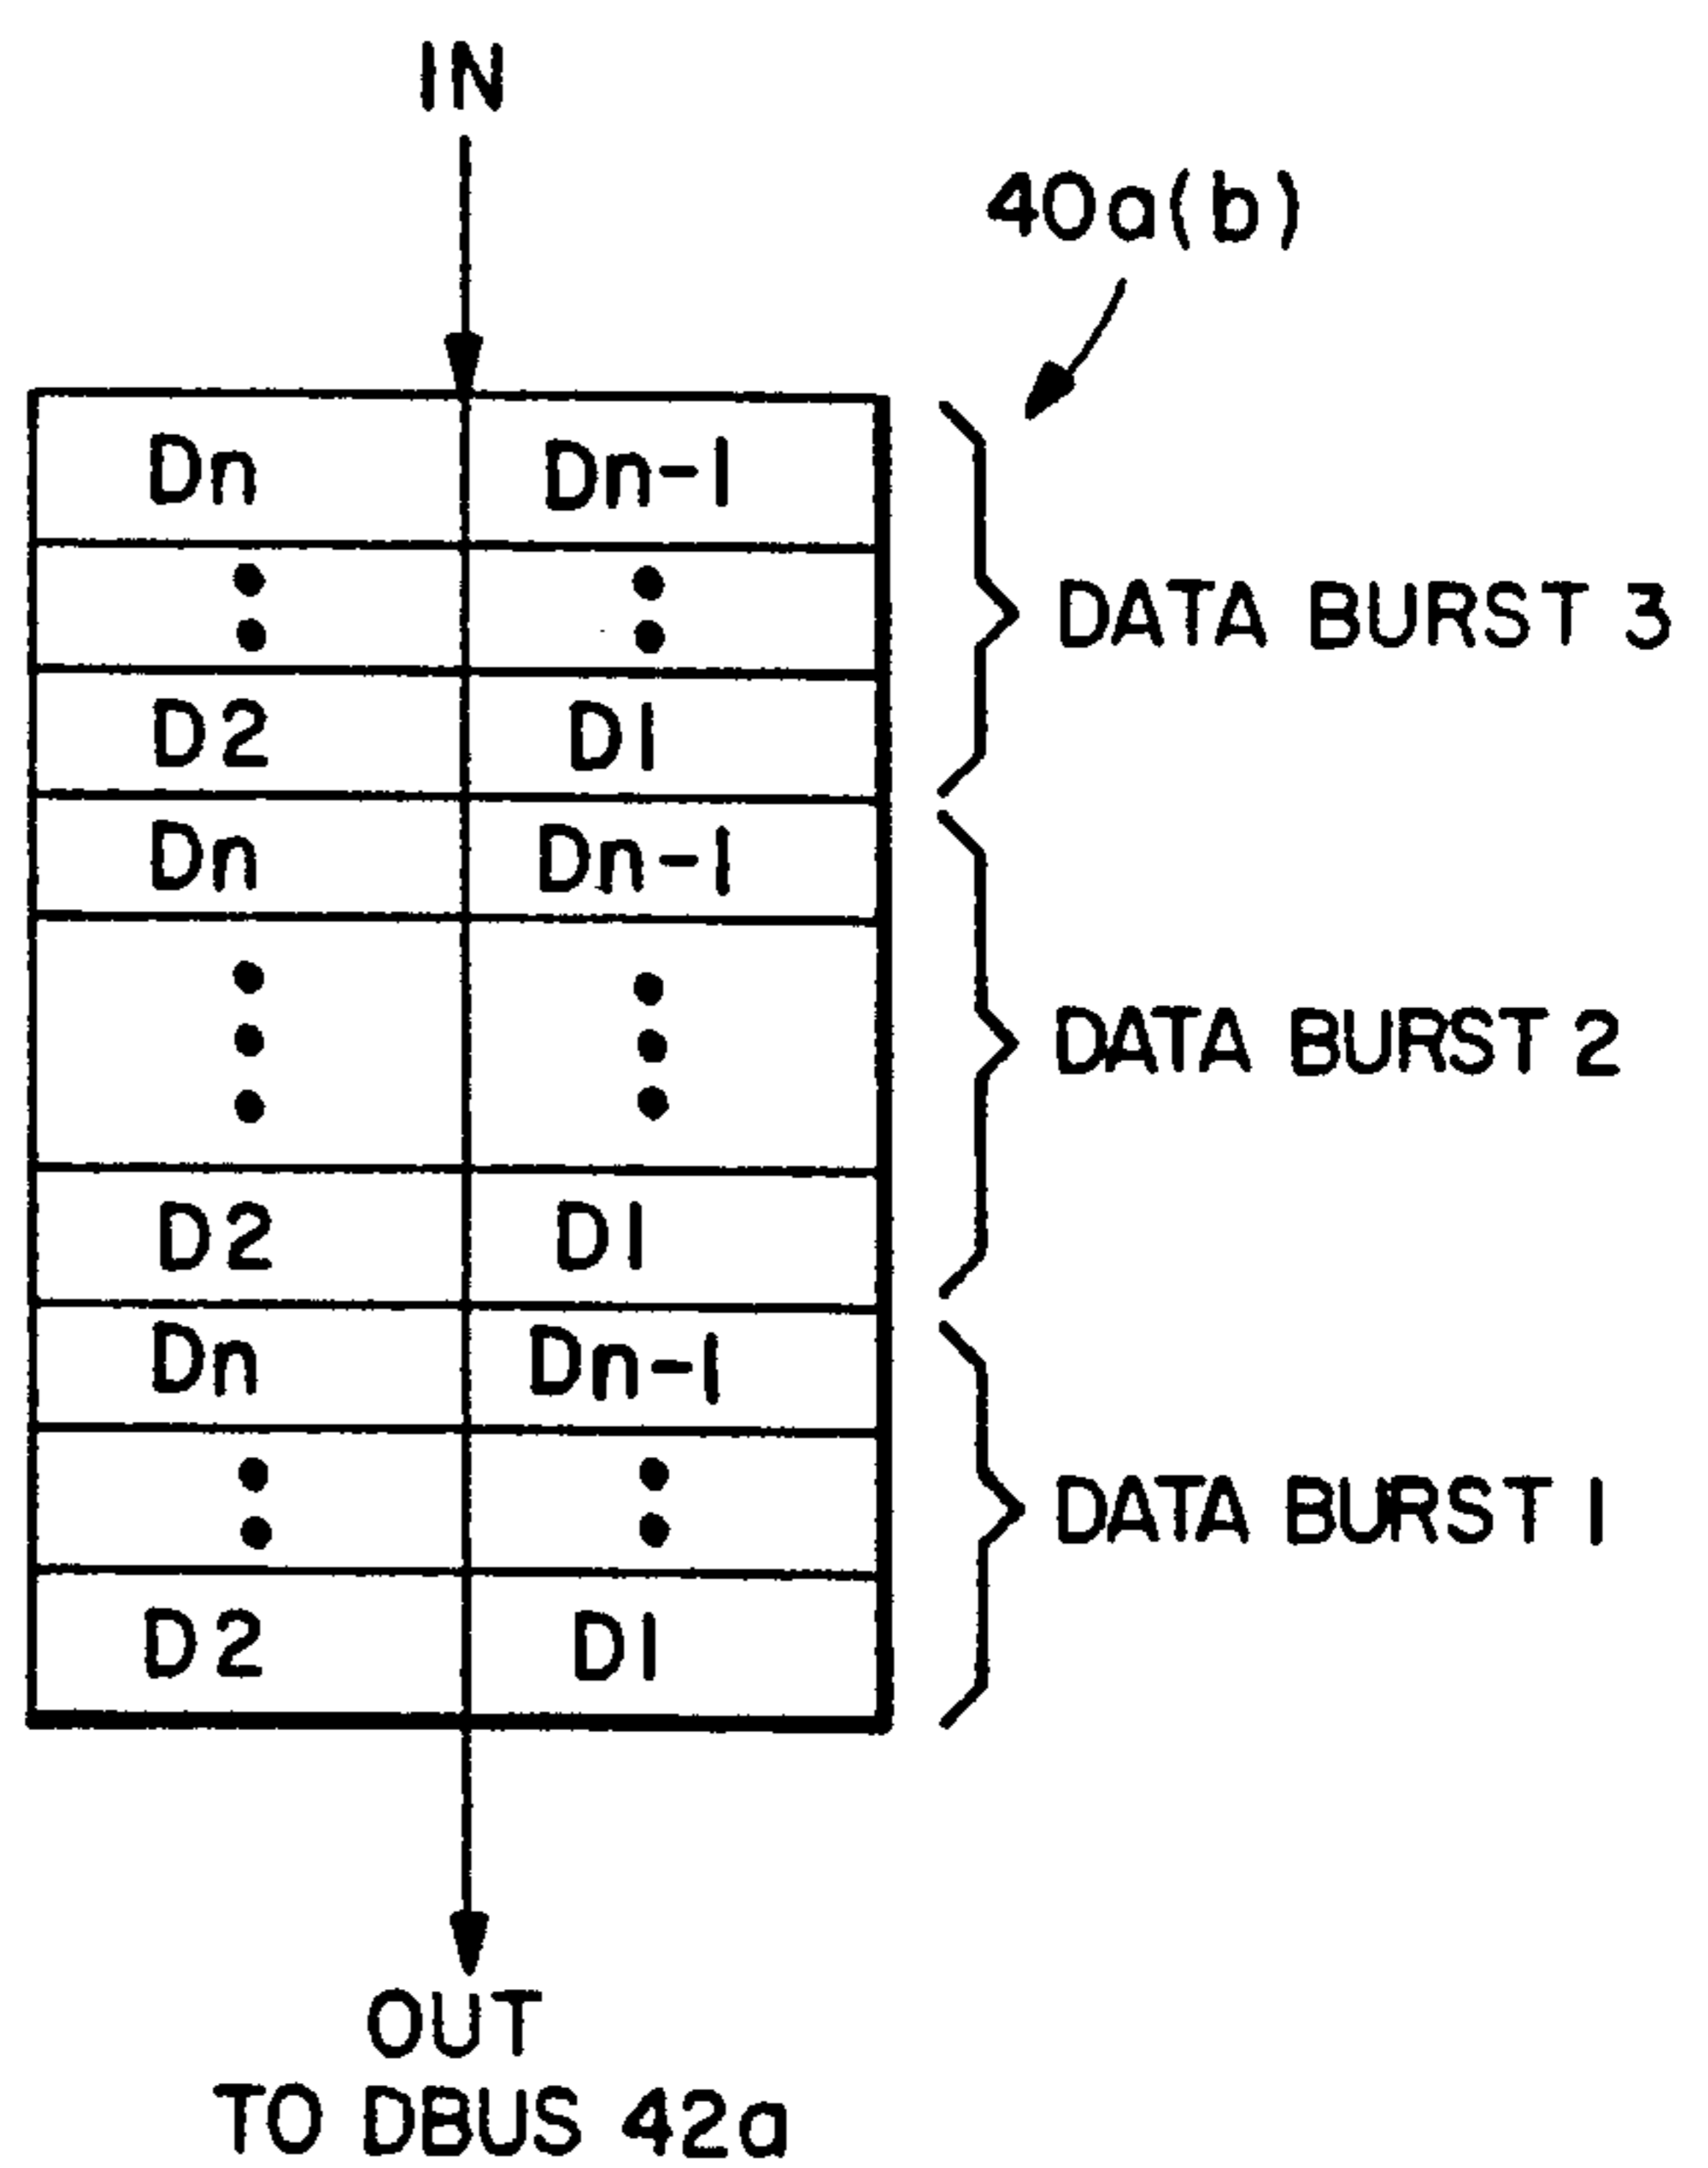 IN
40a(b)
Dn Dn-1
DATA BURST 3
D2 D1
Dn Dn-1
DATA BURST 2
D2 D1
Dn Dn-1
DATA BURST 1
D2 D1
OUT
TO DBUS 42a